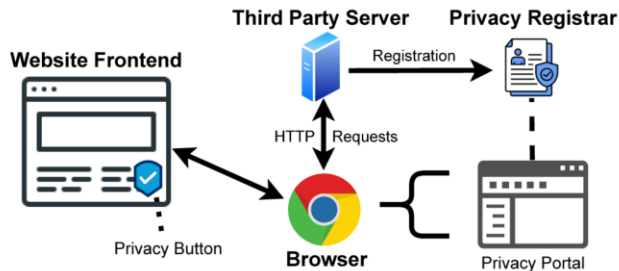 Third Party Server
Privacy Registrar
Website Frontend
Registration
HTTP Requests
Privacy Button
Browser
Privacy Portal